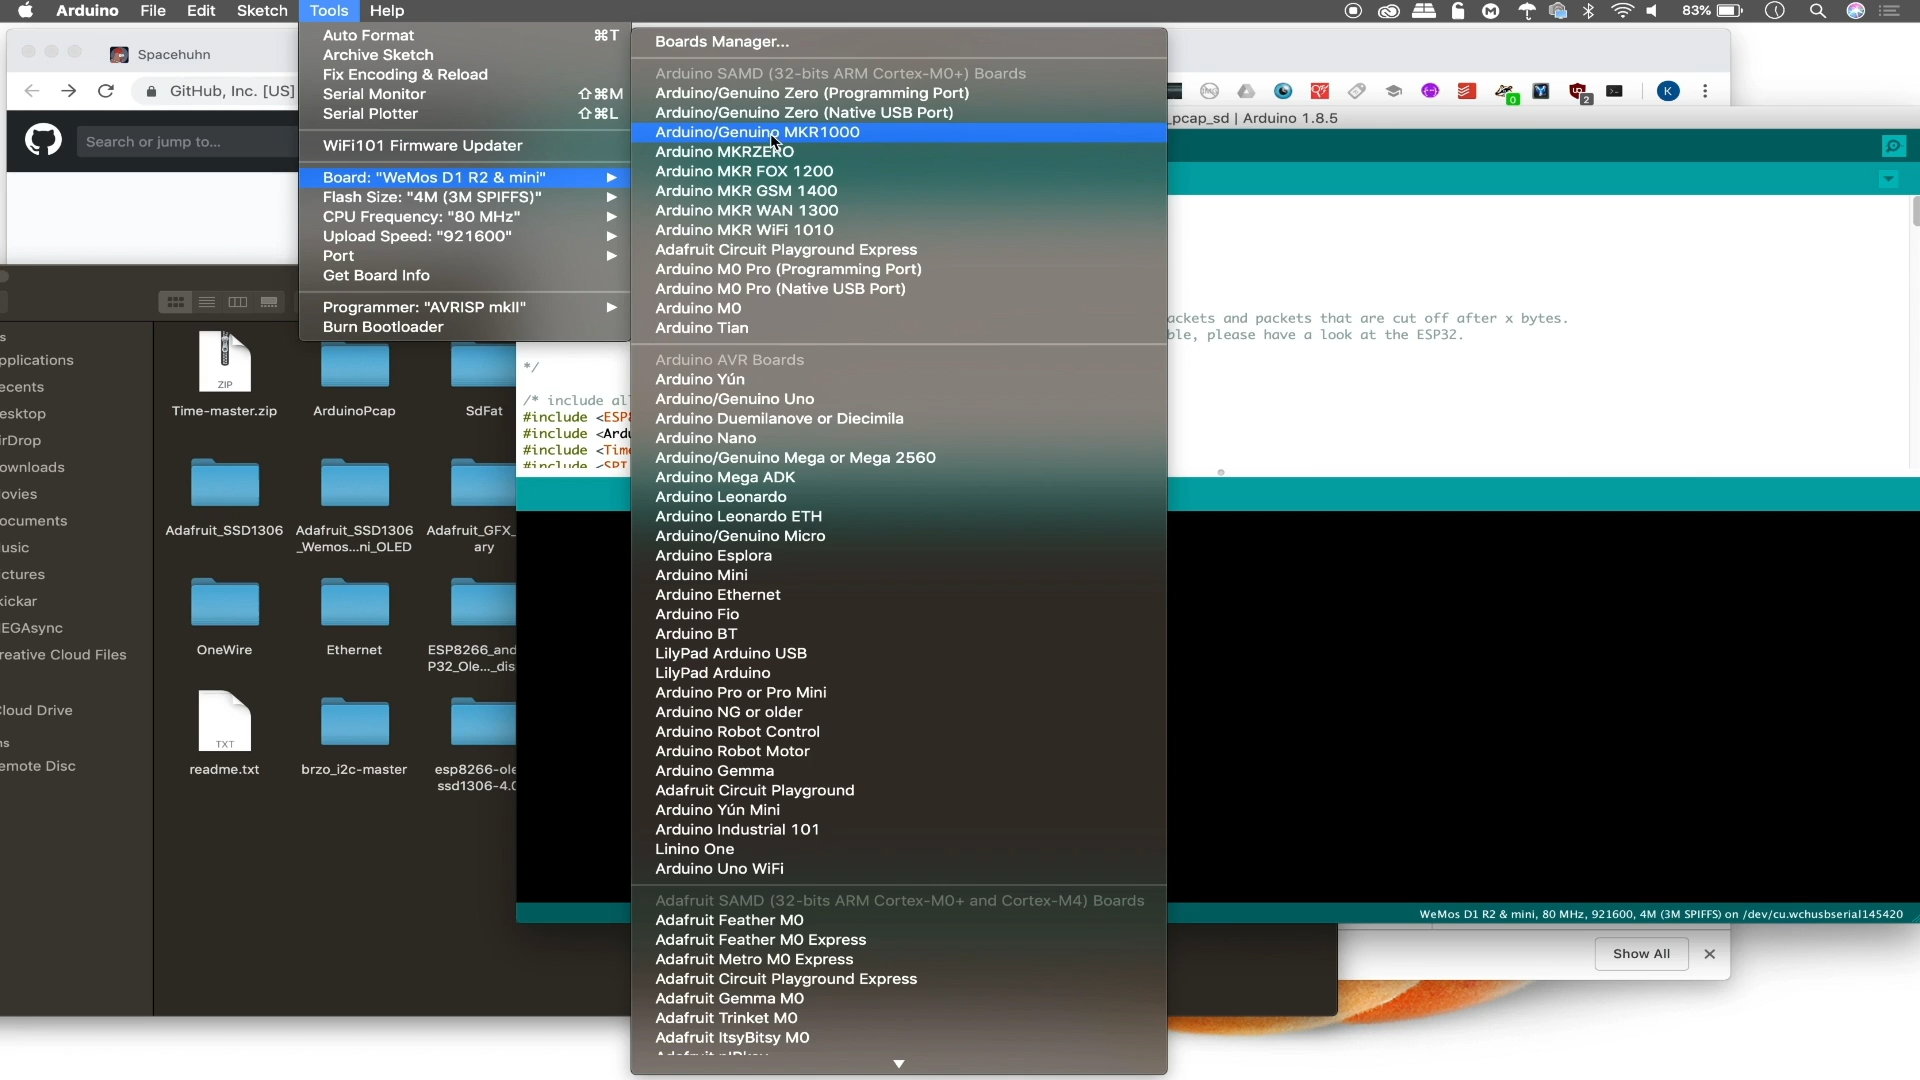 Arduino File Edit Sketch Tools Help
83%
Auto Format ⌘T
Archive Sketch
Fix Encoding & Reload
Serial Monitor ⇧⌘M
Serial Plotter ⇧⌘L
WiFi101 Firmware Updater
Board: "WeMos D1 R2 & mini"
Flash Size: "4M (3M SPIFFS)"
CPU Frequency: "80 MHz"
Upload Speed: "921600"
Port
Get Board Info
Programmer: "AVRISP mkII"
Burn Bootloader
Boards Manager...
Arduino SAMD (32-bits ARM Cortex-M0+) Boards
Arduino/Genuino Zero (Programming Port)
Arduino/Genuino Zero (Native USB Port)
Arduino/Genuino MKR1000
Arduino MKRZERO
Arduino MKR FOX 1200
Arduino MKR GSM 1400
Arduino MKR WAN 1300
Arduino MKR WiFi 1010
Adafruit Circuit Playground Express
Arduino M0 Pro (Programming Port)
Arduino M0 Pro (Native USB Port)
Arduino M0
Arduino Tian
Arduino AVR Boards
Arduino Yún
Arduino/Genuino Uno
Arduino Duemilanove or Diecimila
Arduino Nano
Arduino/Genuino Mega or Mega 2560
Arduino Mega ADK
Arduino Leonardo
Arduino Leonardo ETH
Arduino/Genuino Micro
Arduino Esplora
Arduino Mini
Arduino Ethernet
Arduino Fio
Arduino BT
LilyPad Arduino USB
LilyPad Arduino
Arduino Pro or Pro Mini
Arduino NG or older
Arduino Robot Control
Arduino Robot Motor
Arduino Gemma
Adafruit Circuit Playground
Arduino Yún Mini
Arduino Industrial 101
Linino One
Arduino Uno WiFi
Adafruit SAMD (32-bits ARM Cortex-M0+ and Cortex-M4) Boards
Adafruit Feather M0
Adafruit Feather M0 Express
Adafruit Metro M0 Express
Adafruit Circuit Playground Express
Adafruit Gemma M0
Adafruit Trinket M0
Adafruit ItsyBitsy M0
Spacehuhn
GitHub, Inc. [US]
Search or jump to...
0
2
K
_pcap_sd | Arduino 1.8.5
ackets and packets that are cut off after x bytes.
ble, please have a look at the ESP32.
*/
/* include al
#include <ESP8
#include <Ardu
#include <Time
#include <SPI
s
pplications
ecents
esktop
irDrop
ownloads
ovies
ocuments
usic
ictures
kickar
EGAsync
reative Cloud Files
loud Drive
ns
emote Disc
ZIP
Time-master.zip
ArduinoPcap
SdFat
Adafruit_SSD1306
Adafruit_SSD1306
_Wemos...ni_OLED
Adafruit_GFX_
ary
OneWire
Ethernet
ESP8266_and
P32_Ole..._dis
TXT
readme.txt
brzo_i2c-master
esp8266-ole
ssd1306-4.0
WeMos D1 R2 & mini, 80 MHz, 921600, 4M (3M SPIFFS) on /dev/cu.wchusbserial145420
Show All